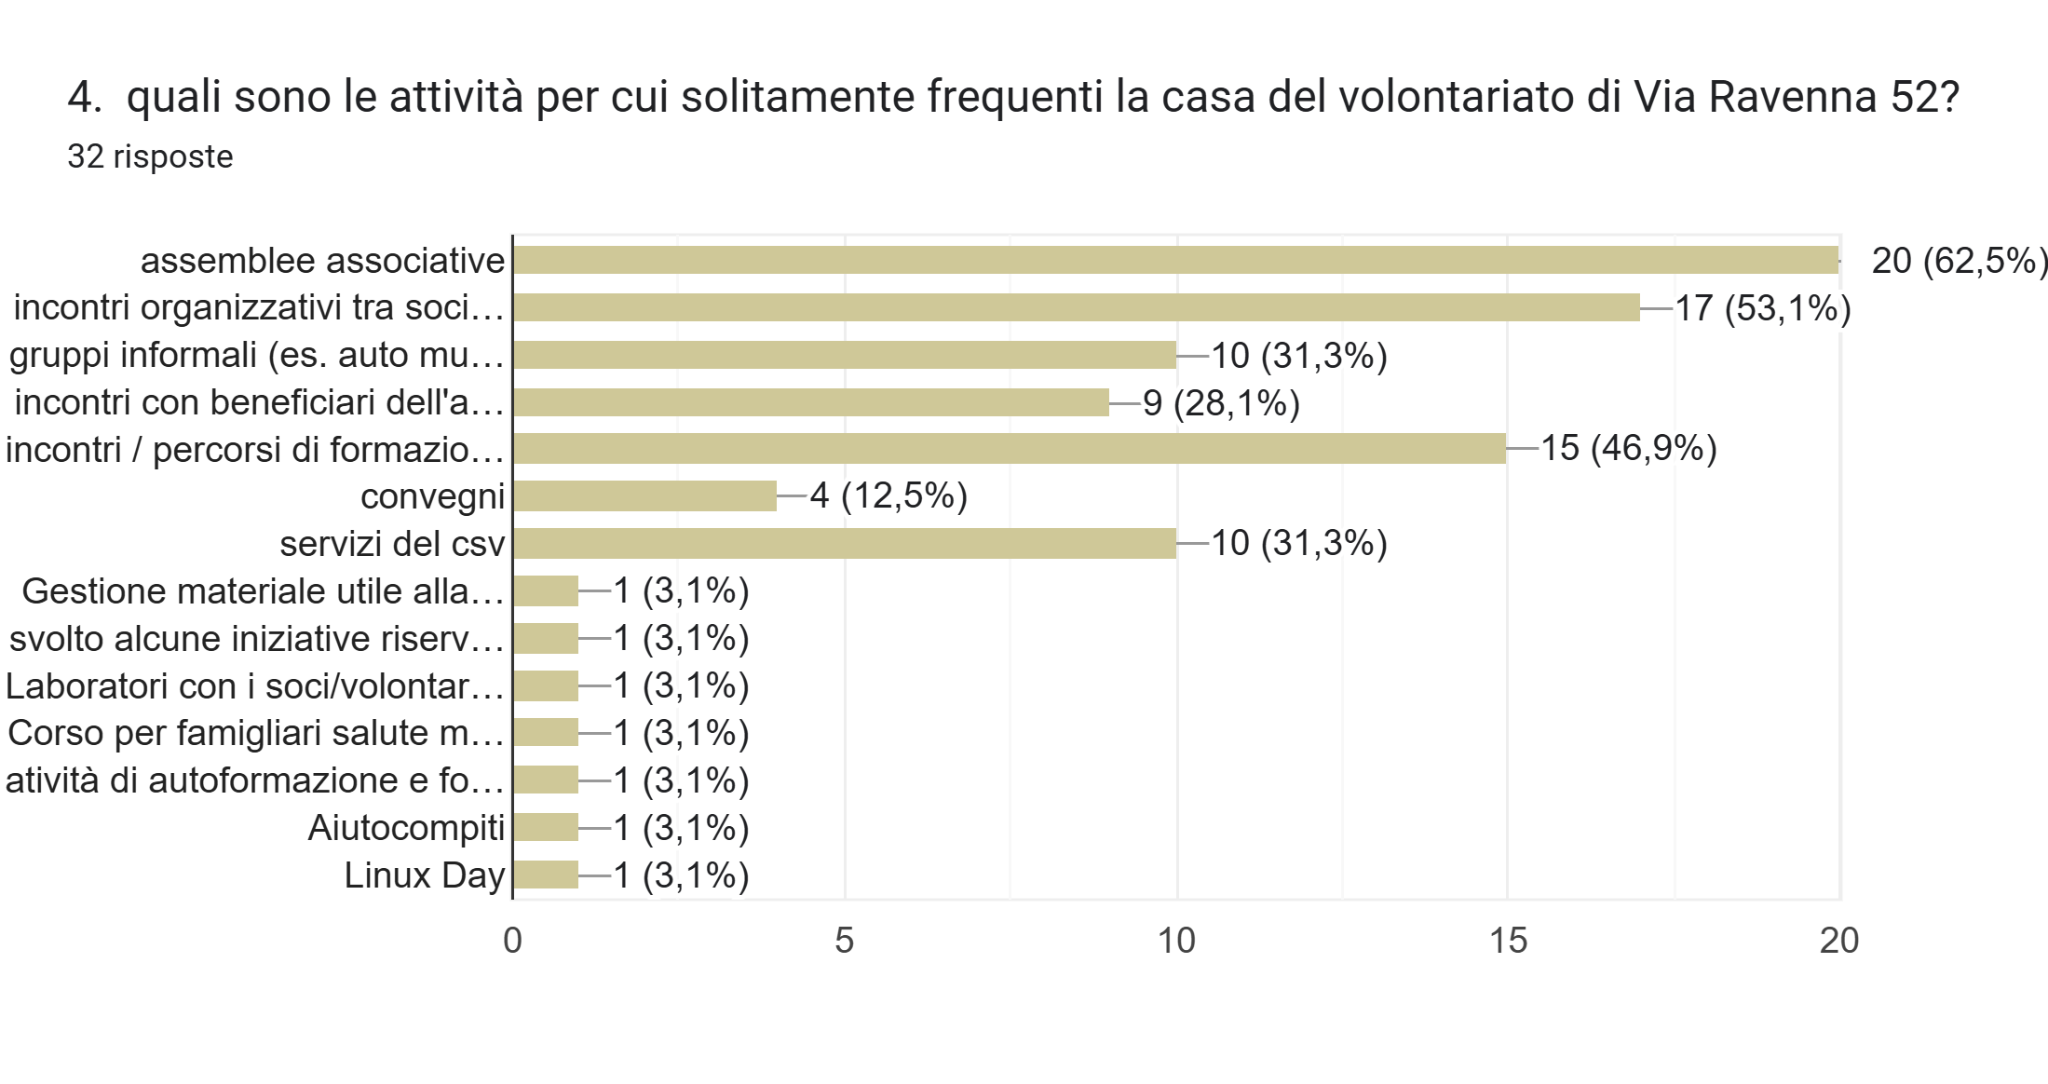 4. quali sono le attività per cui solitamente frequenti la casa del volontariato di Via Ravenna 52?
32 risposte
assemblee associative 20 (62,5%)
incontri organizzativi tra soci… 17 (53,1%)
gruppi informali (es. auto mu… 10 (31,3%)
incontri con beneficiari dell'a… 9 (28,1%)
incontri / percorsi di formazio… 15 (46,9%)
convegni 4 (12,5%)
servizi del csv 10 (31,3%)
Gestione materiale utile alla… 1 (3,1%)
svolto alcune iniziative riserv… 1 (3,1%)
Laboratori con i soci/volontar… 1 (3,1%)
Corso per famigliari salute m… 1 (3,1%)
atività di autoformazione e fo… 1 (3,1%)
Aiutocompiti 1 (3,1%)
Linux Day 1 (3,1%)
0 5 10 15 20